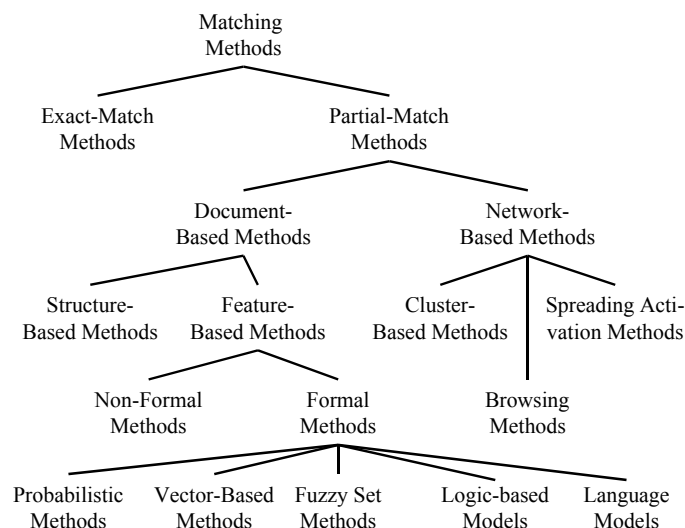 Matching
Methods
Exact-Match
Methods
Partial-Match
Methods
Document-
Based Methods
Network-
Based Methods
Structure-
Based Methods
Feature-
Based Methods
Cluster-
Based Methods
Spreading Acti-
vation Methods
Non-Formal
Methods
Formal
Methods
Browsing
Methods
Probabilistic
Methods
Vector-Based
Methods
Fuzzy Set
Methods
Logic-based
Models
Language
Models